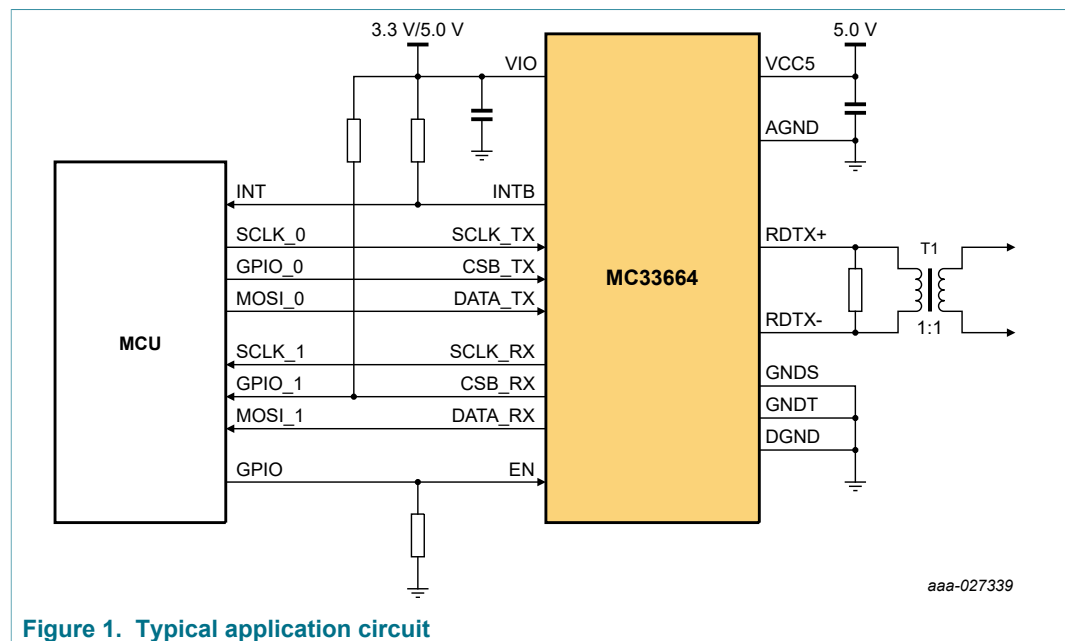 3.3 V/5.0 V
5.0 V
VIO
VCC5
AGND
INT
INTB
SCLK_0
SCLK_TX
RDTX+
T1
GPIO_0
CSB_TX
MC33664
MOSI_0
DATA_TX
RDTX-
1:1
MCU
SCLK_1
SCLK_RX
GNDS
GPIO_1
CSB_RX
GNDT
MOSI_1
DATA_RX
DGND
GPIO
EN
aaa-027339
Figure 1. Typical application circuit